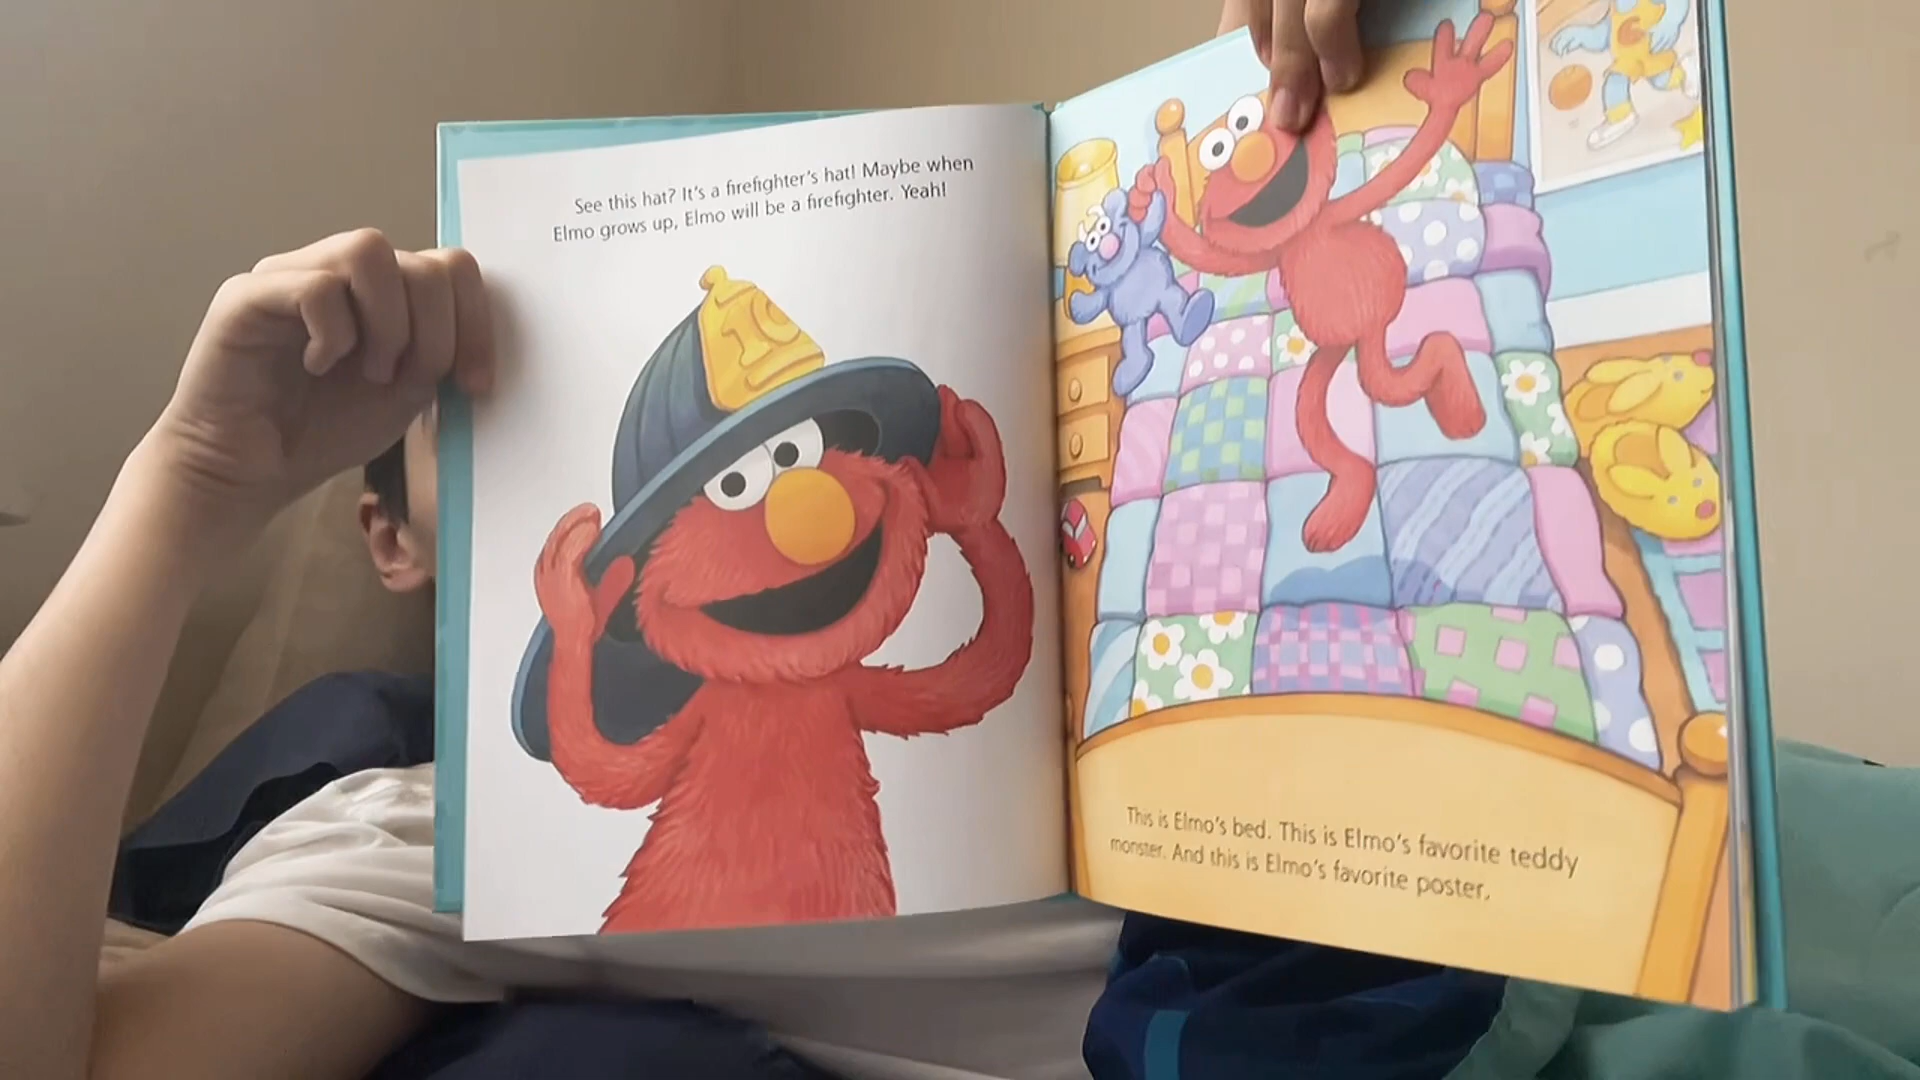 See this hat? It's a firefighter's hat! Maybe when
Elmo grows up, Elmo will be a firefighter. Yeah!
10
C
This is Elmo's bed. This is Elmo's favorite teddy
monster. And this is Elmo's favorite poster.